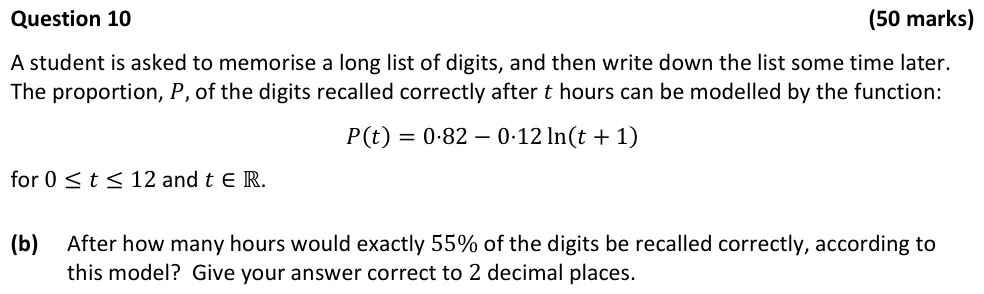 Question 10 (50 marks)
A student is asked to memorise a long list of digits, and then write down the list some time later.
The proportion, P, of the digits recalled correctly after t hours can be modelled by the function:
P(t) = 0·82 − 0·12 ln(t + 1)
for 0 ≤ t ≤ 12 and t ∈ ℝ.
(b) After how many hours would exactly 55% of the digits be recalled correctly, according to
this model? Give your answer correct to 2 decimal places.